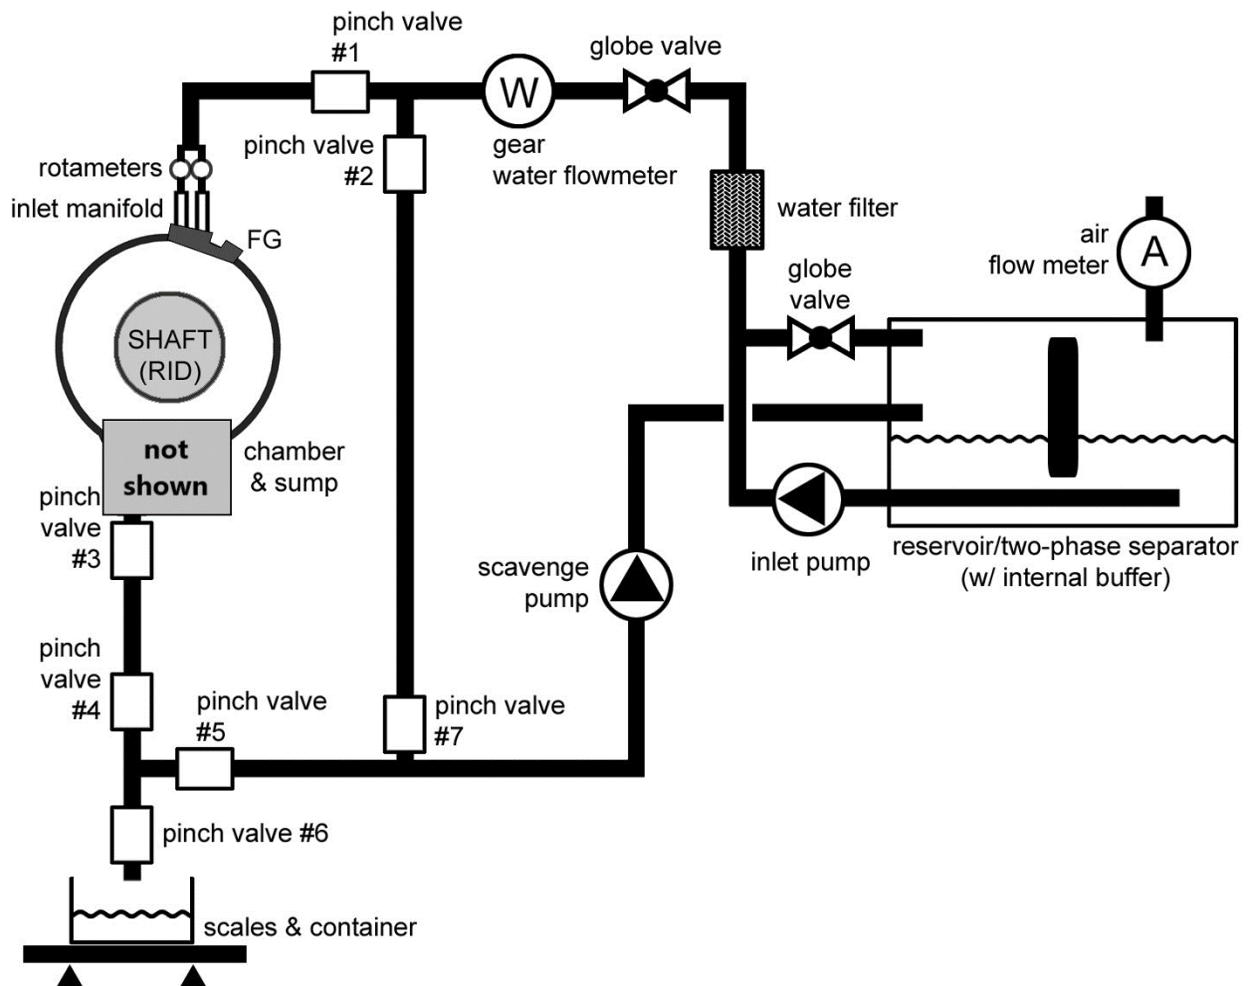 pinch valve
#1
globe valve
W
pinch valve
#2
gear
water flowmeter
rotameters
inlet manifold
FG
water filter
air
flow meter
A
globe
valve
SHAFT
(RID)
not
shown
chamber
& sump
pinch
valve
#3
scavenge
pump
inlet pump
reservoir/two-phase separator
(w/ internal buffer)
pinch
valve
#4
pinch valve
#5
pinch valve
#7
pinch valve #6
scales & container